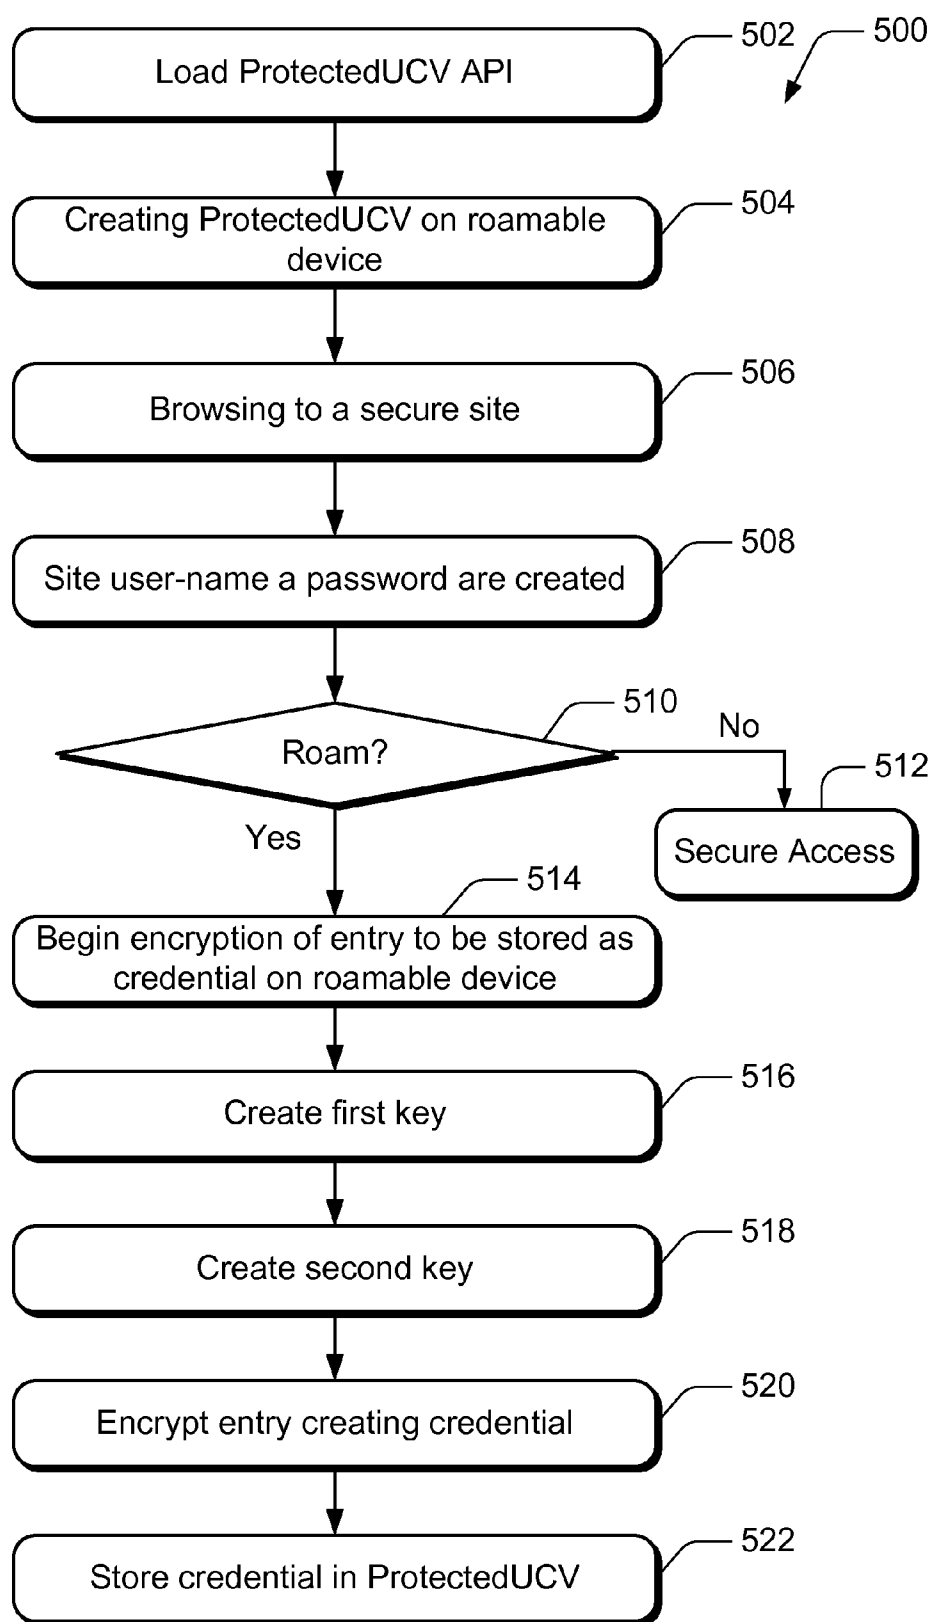 502
500
Load ProtectedUCV API
504
Creating ProtectedUCV on roamable
device
506
Browsing to a secure site
508
Site user-name a password are created
510
Roam?
No
512
Secure Access
Yes
514
Begin encryption of entry to be stored as
credential on roamable device
516
Create first key
518
Create second key
520
Encrypt entry creating credential
522
Store credential in ProtectedUCV